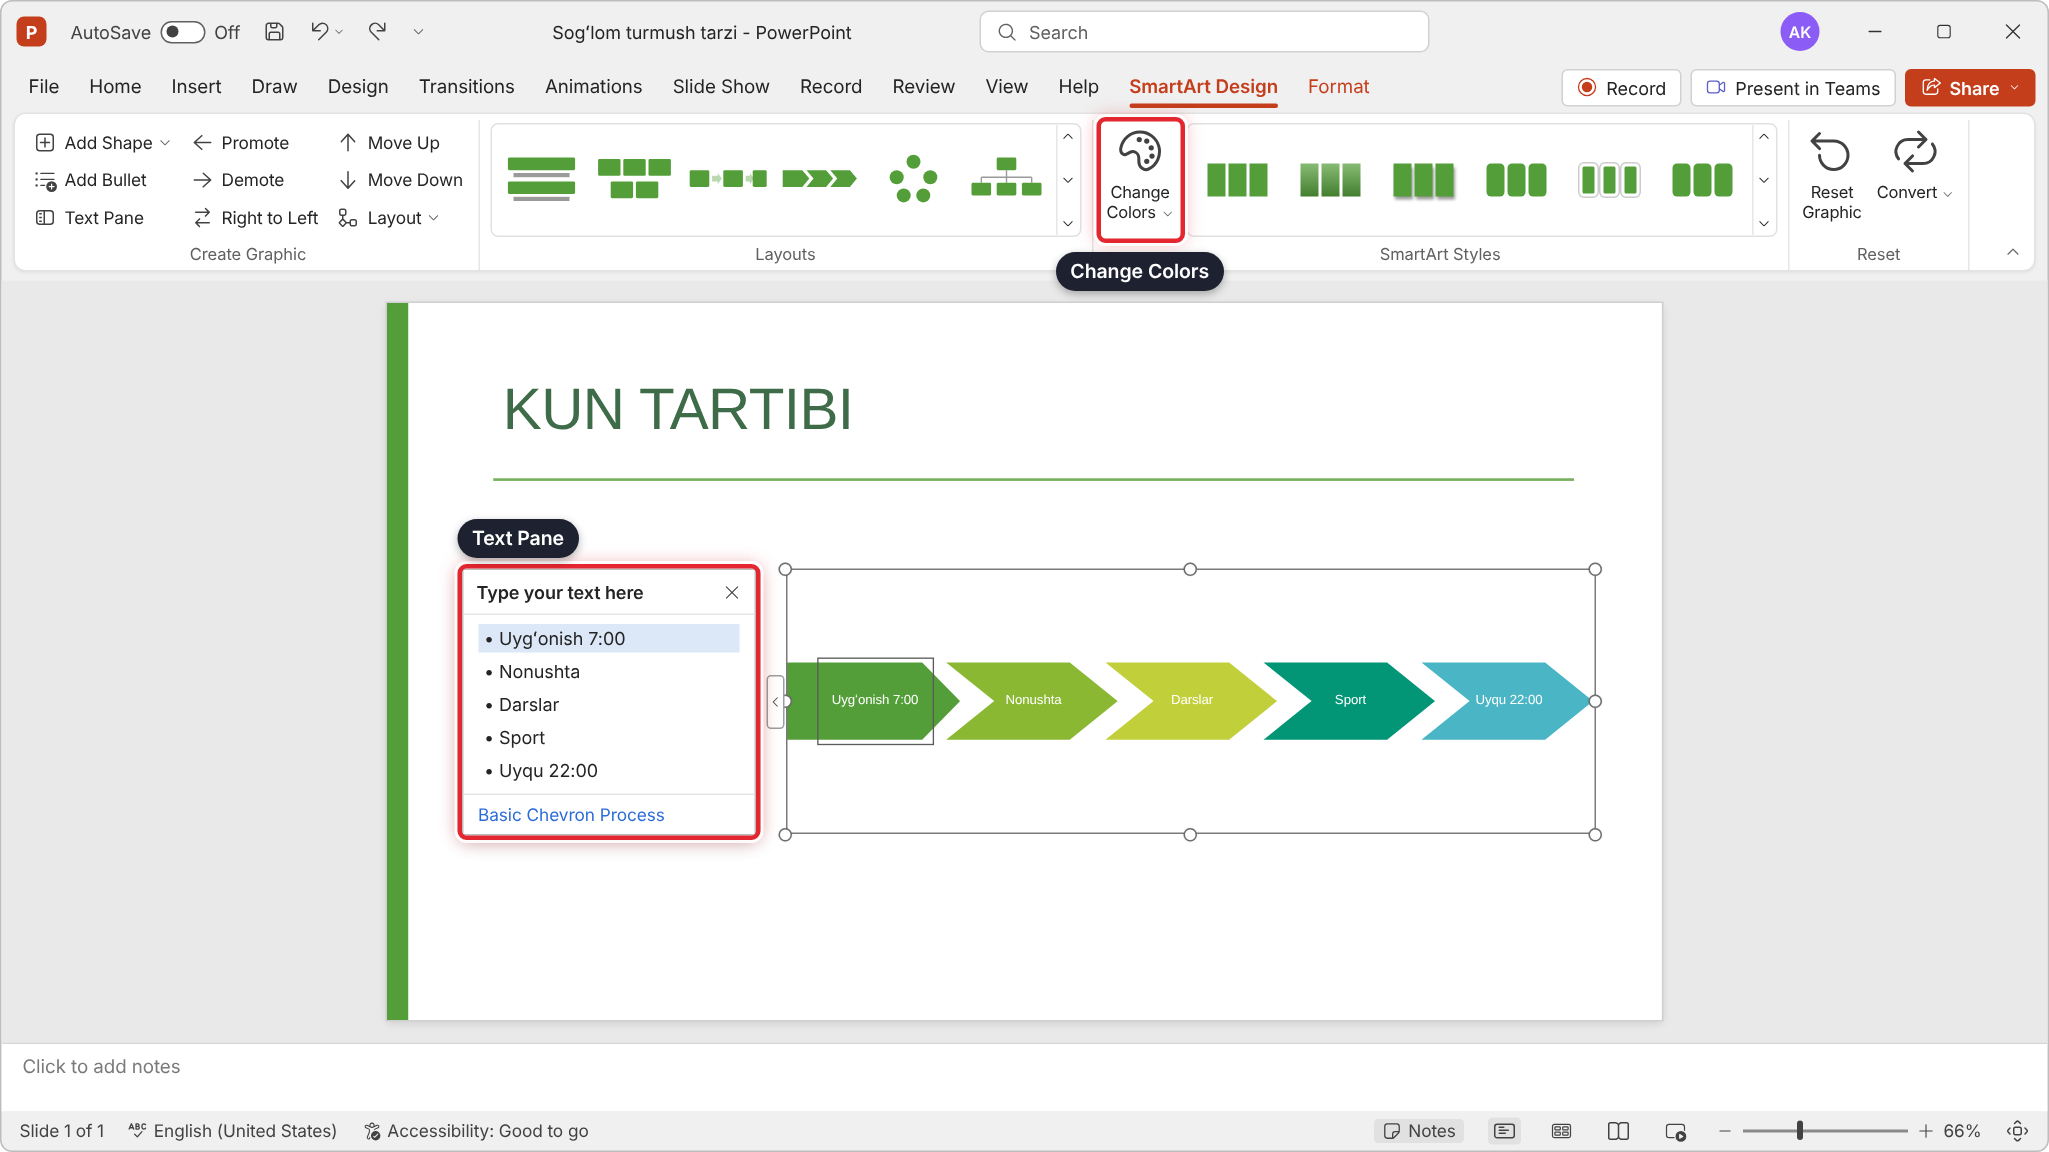 P AutoSave Off Sog‘lom turmush tarzi - PowerPoint Search AK
File Home Insert Draw Design Transitions Animations Slide Show Record Review View Help SmartArt Design Format Record Present in Teams Share
Add Shape Promote Move Up
Add Bullet Demote Move Down
Text Pane Right to Left Layout
Create Graphic
Layouts
Change
Colors
SmartArt Styles
Reset
Graphic
Convert
Reset
Change Colors
KUN TARTIBI
Text Pane
Type your text here
• Uyg‘onish 7:00
• Nonushta
• Darslar
• Sport
• Uyqu 22:00
Basic Chevron Process
Uyg‘onish 7:00 Nonushta Darslar Sport Uyqu 22:00
Click to add notes
Slide 1 of 1 ABC English (United States) Accessibility: Good to go Notes 66%